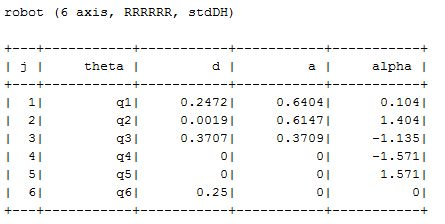 robot (6 axis, RRRRRR, stdDH)
+---+-----------+-----------+-----------+-----------+
| j |     theta |         d |         a |     alpha |
+---+-----------+-----------+-----------+-----------+
|  1|         q1|     0.2472|     0.6404|      0.104|
|  2|         q2|     0.0019|     0.6147|      1.404|
|  3|         q3|     0.3707|     0.3709|     -1.135|
|  4|         q4|          0|          0|     -1.571|
|  5|         q5|          0|          0|      1.571|
|  6|         q6|       0.25|          0|          0|
+---+-----------+-----------+-----------+-----------+